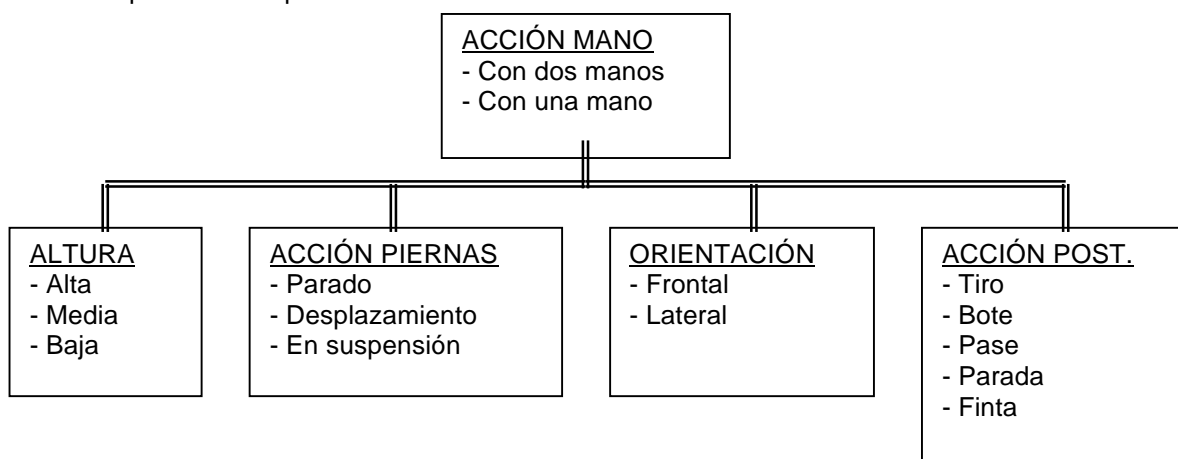 ACCIÓN MANO
- Con dos manos
- Con una mano
ALTURA
- Alta
- Media
- Baja
ACCIÓN PIERNAS
- Parado
- Desplazamiento
- En suspensión
ORIENTACIÓN
- Frontal
- Lateral
ACCIÓN POST.
- Tiro
- Bote
- Pase
- Parada
- Finta